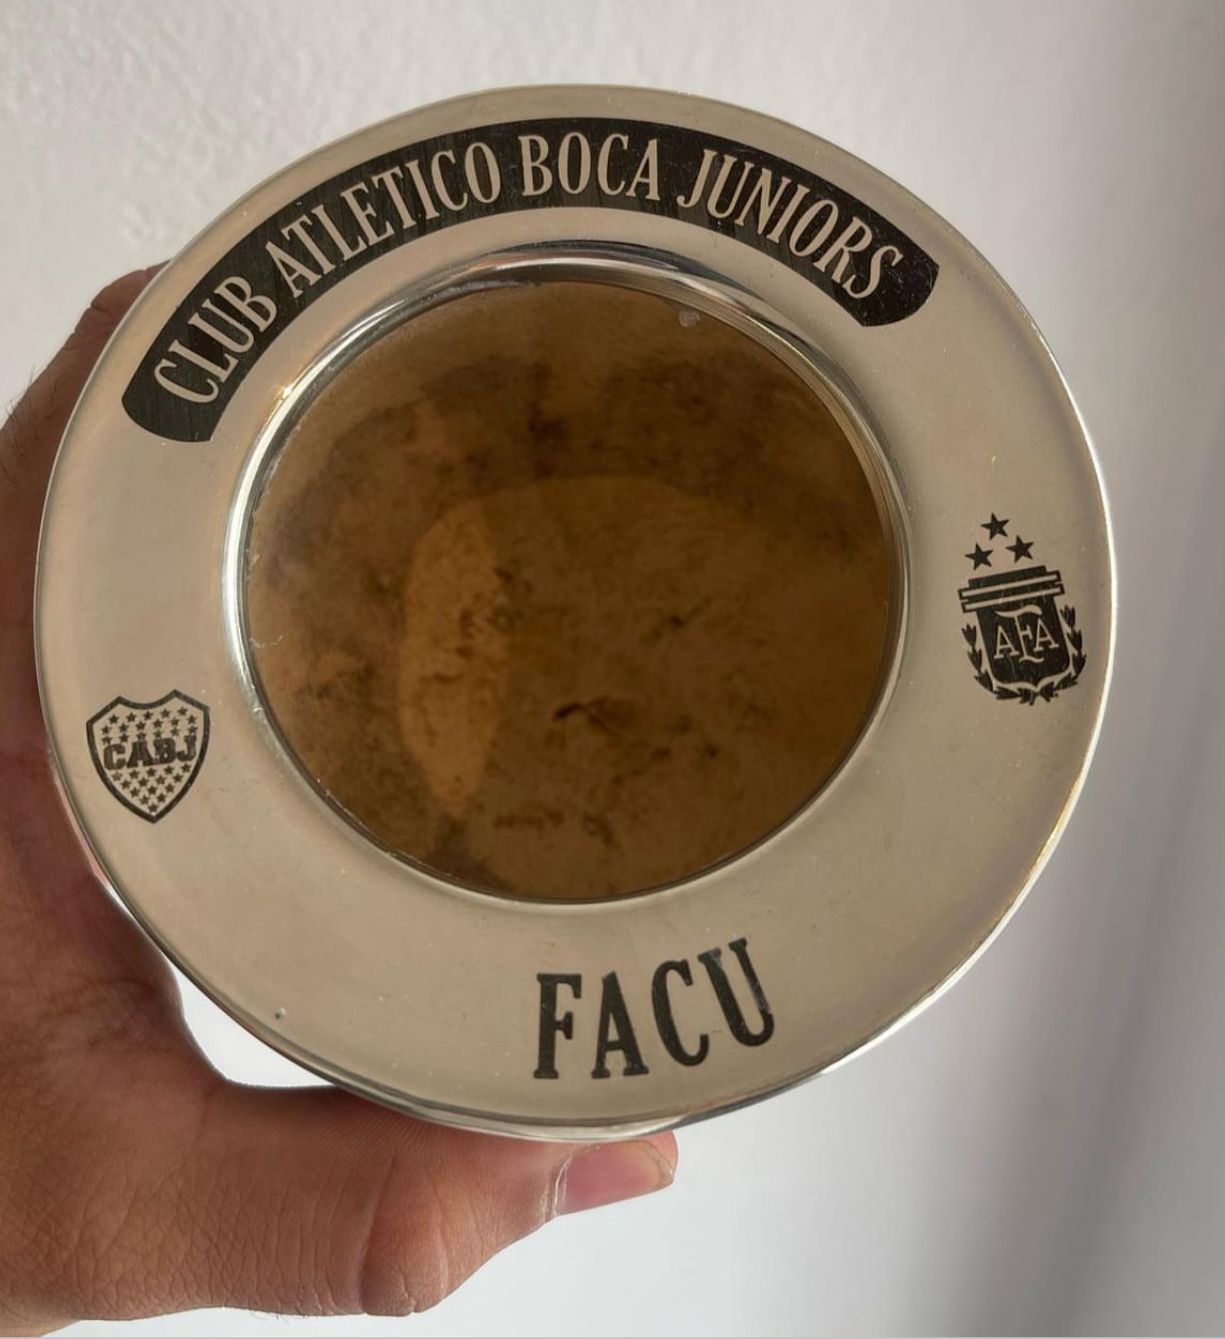 CLUB ATLETICO BOCA JUNIORS
AFA
CABJ
FACU